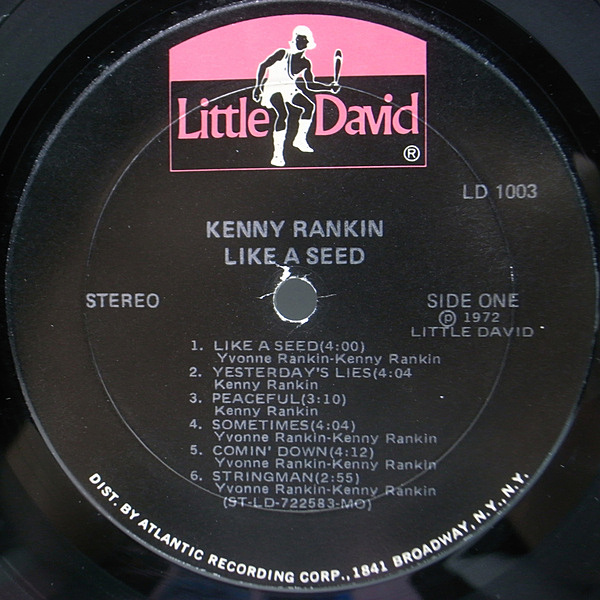 Little David
®
LD 1003
KENNY RANKIN
LIKE A SEED
STEREO
SIDE ONE
℗ 1972
LITTLE DAVID
1. LIKE A SEED(4:00)
Yvonne Rankin-Kenny Rankin
2. YESTERDAY'S LIES(4:04
Kenny Rankin
3. PEACEFUL(3:10)
Kenny Rankin
4. SOMETIMES(4:04)
Yvonne Rankin-Kenny Rankin
5. COMIN' DOWN(4:12)
Yvonne Rankin-Kenny Rankin
6. STRINGMAN(2:55)
Yvonne Rankin-Kenny Rankin
(ST-LD-722583-MO)
DIST. BY ATLANTIC RECORDING CORP., 1841 BROADWAY, N.Y., N.Y.